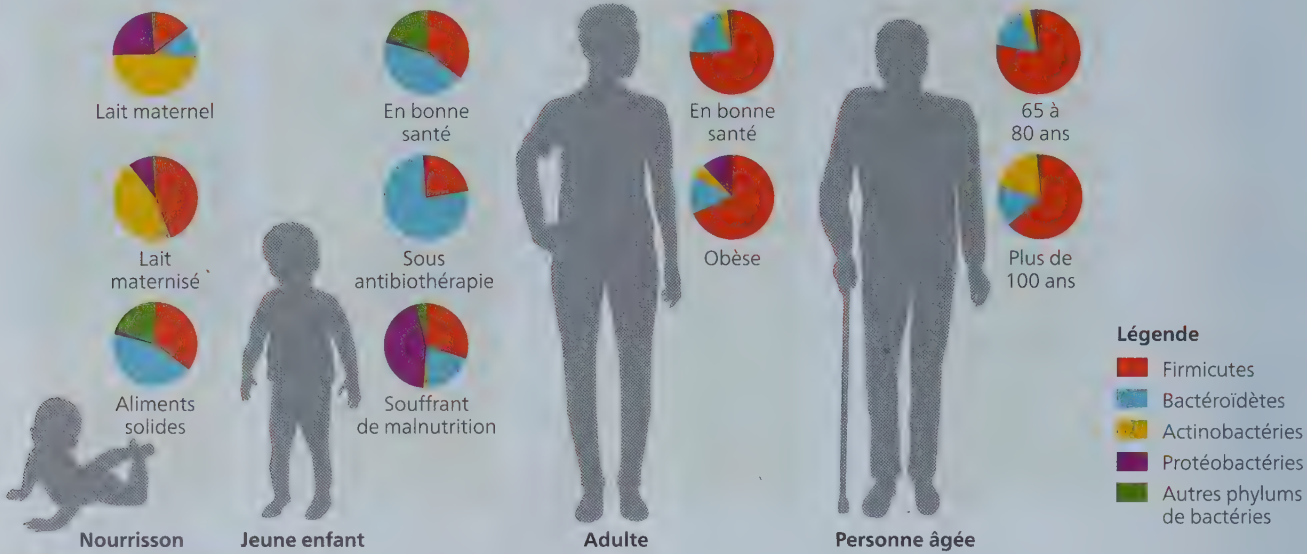 Lait maternel
Lait
maternisé
Aliments
solides
Nourrisson
En bonne
santé
Sous
antibiothérapie
Souffrant
de malnutrition
Jeune enfant
En bonne
santé
Obèse
Adulte
65 à
80 ans
Plus de
100 ans
Personne âgée
Légende
Firmicutes
Bactéroïdètes
Actinobactéries
Protéobactéries
Autres phylums
de bactéries